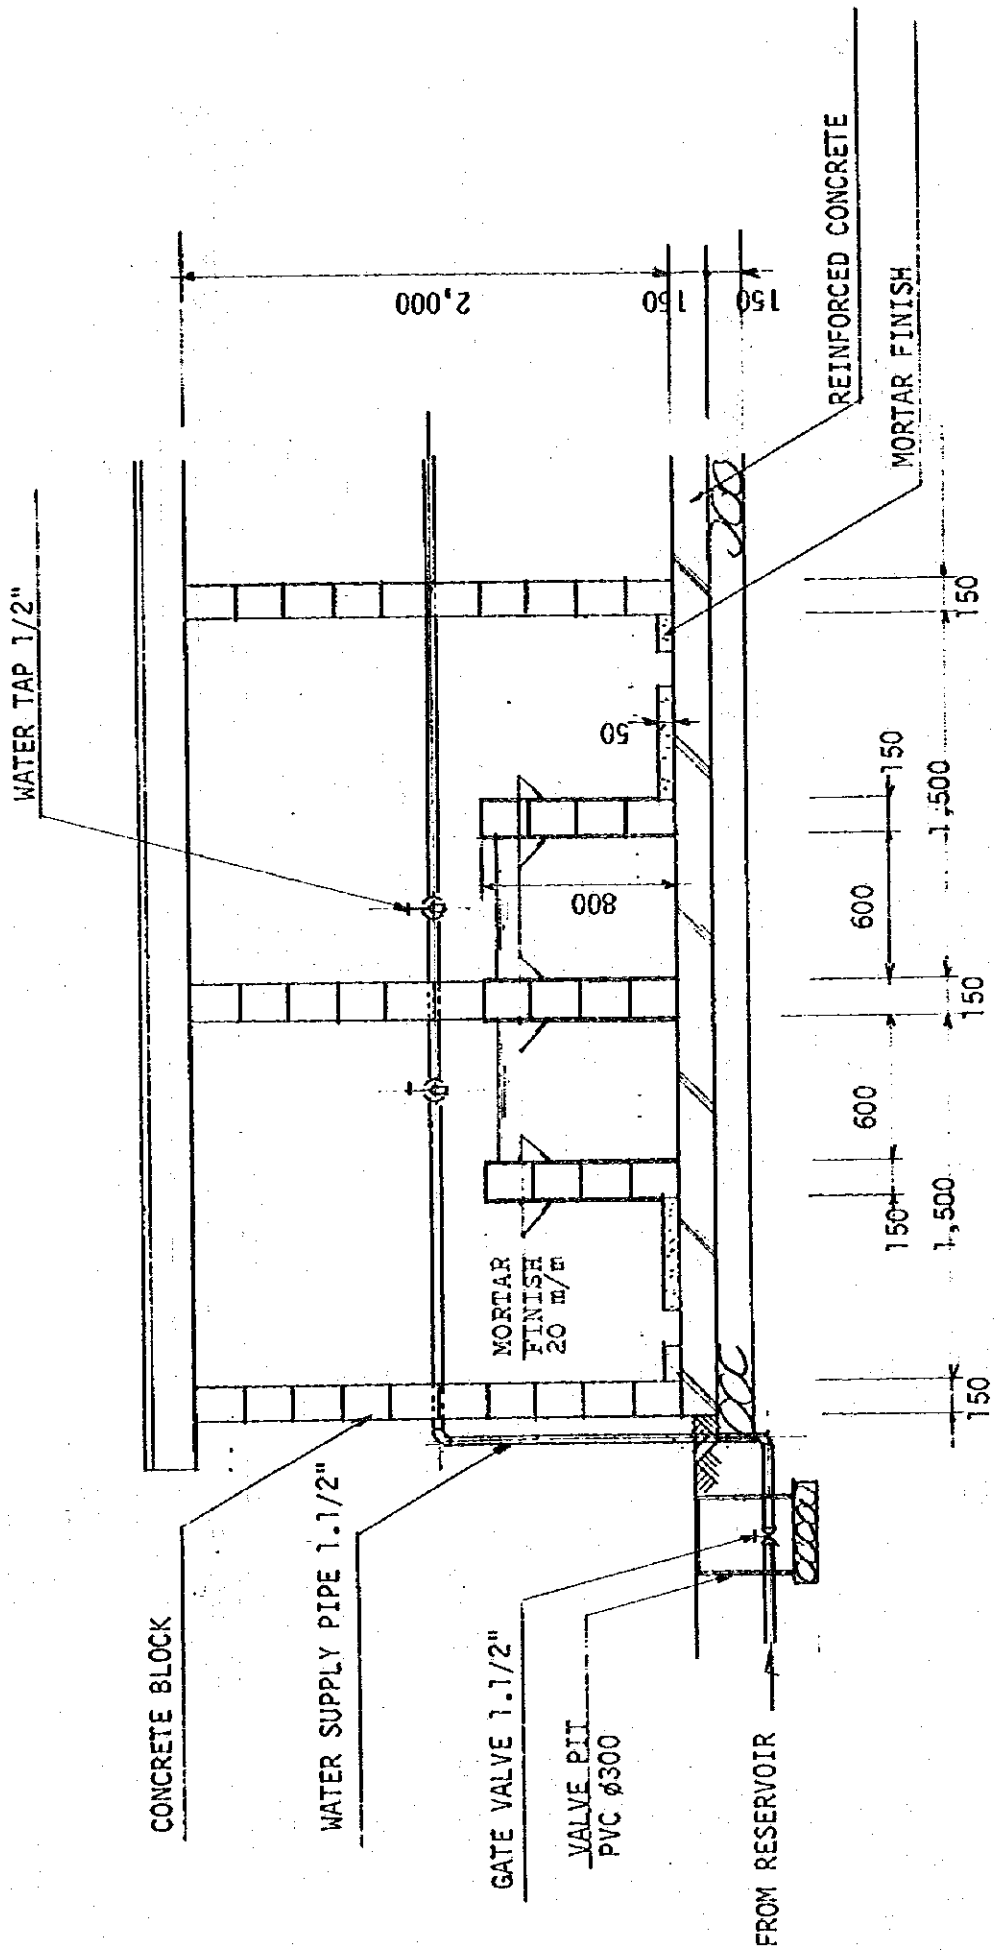 WATER TAP 1/2"
CONCRETE BLOCK
WATER SUPPLY PIPE 1.1/2"
2,000
150
150
REINFORCED CONCRETE
MORTAR FINISH
MORTAR
FINISH
20 m/m
800
50
GATE VALVE 1.1/2"
VALVE PIT
PVC ø300
FROM RESERVOIR
150
600
600
150
1,500
1,500
150
150
150